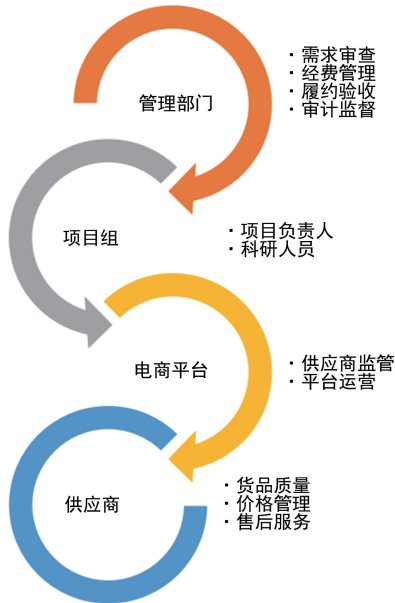 管理部门
· 需求审查
· 经费管理
· 履约验收
· 审计监督
项目组
· 项目负责人
· 科研人员
电商平台
· 供应商监管
· 平台运营
供应商
· 货品质量
· 价格管理
· 售后服务